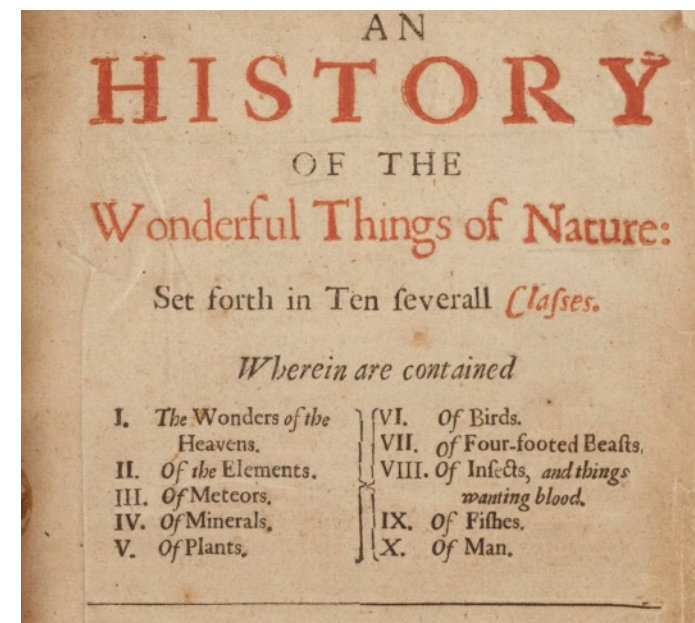 AN
HISTORY
OF THE
Wonderful Things of Nature:
Set forth in Ten ſeverall Claſses.
Wherein are contained
I. The Wonders of the
Heavens.
II. Of the Elements.
III. Of Meteors.
IV. Of Minerals.
V. Of Plants.
VI. Of Birds.
VII. of Four-footed Beaſts.
VIII. Of Inſects, and things
wanting blood.
IX. Of Fiſhes.
X. Of Man.